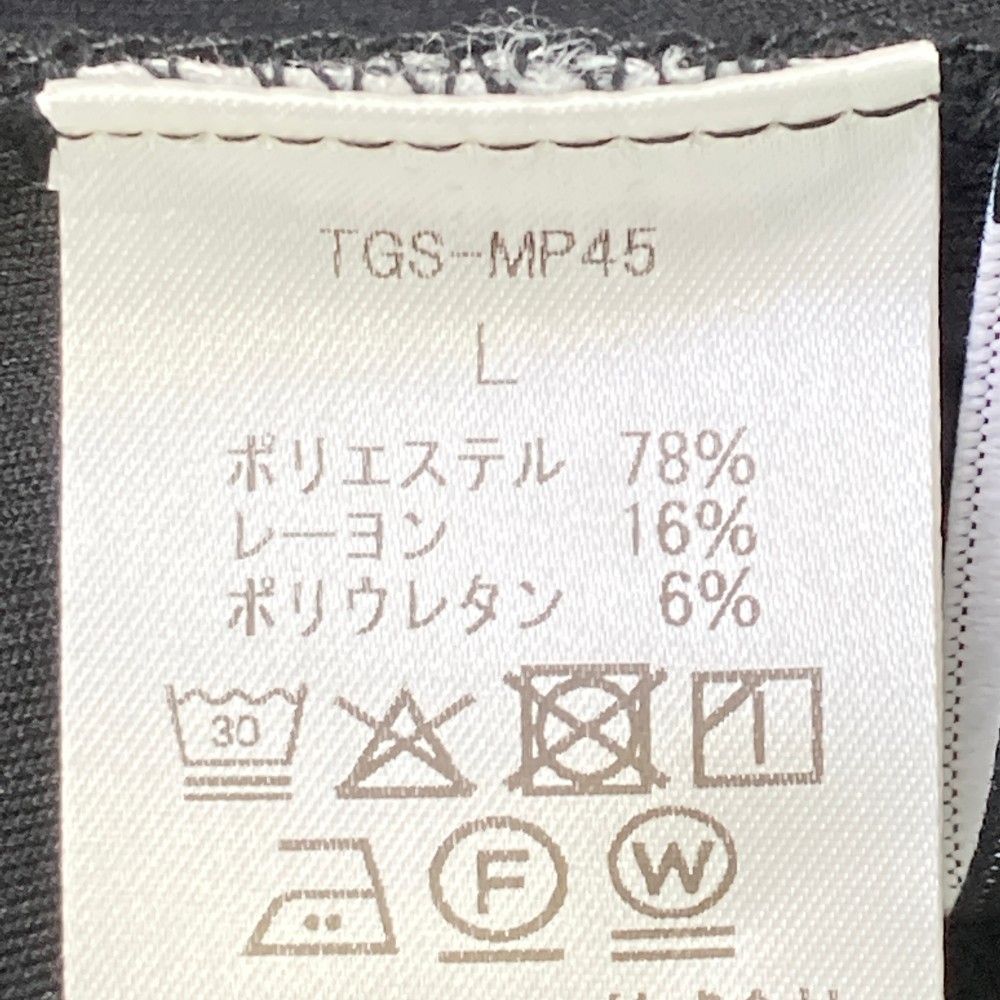 TGS-MP45
L
ポリエステル 78%
レーヨン 16%
ポリウレタン 6%
30
F
W